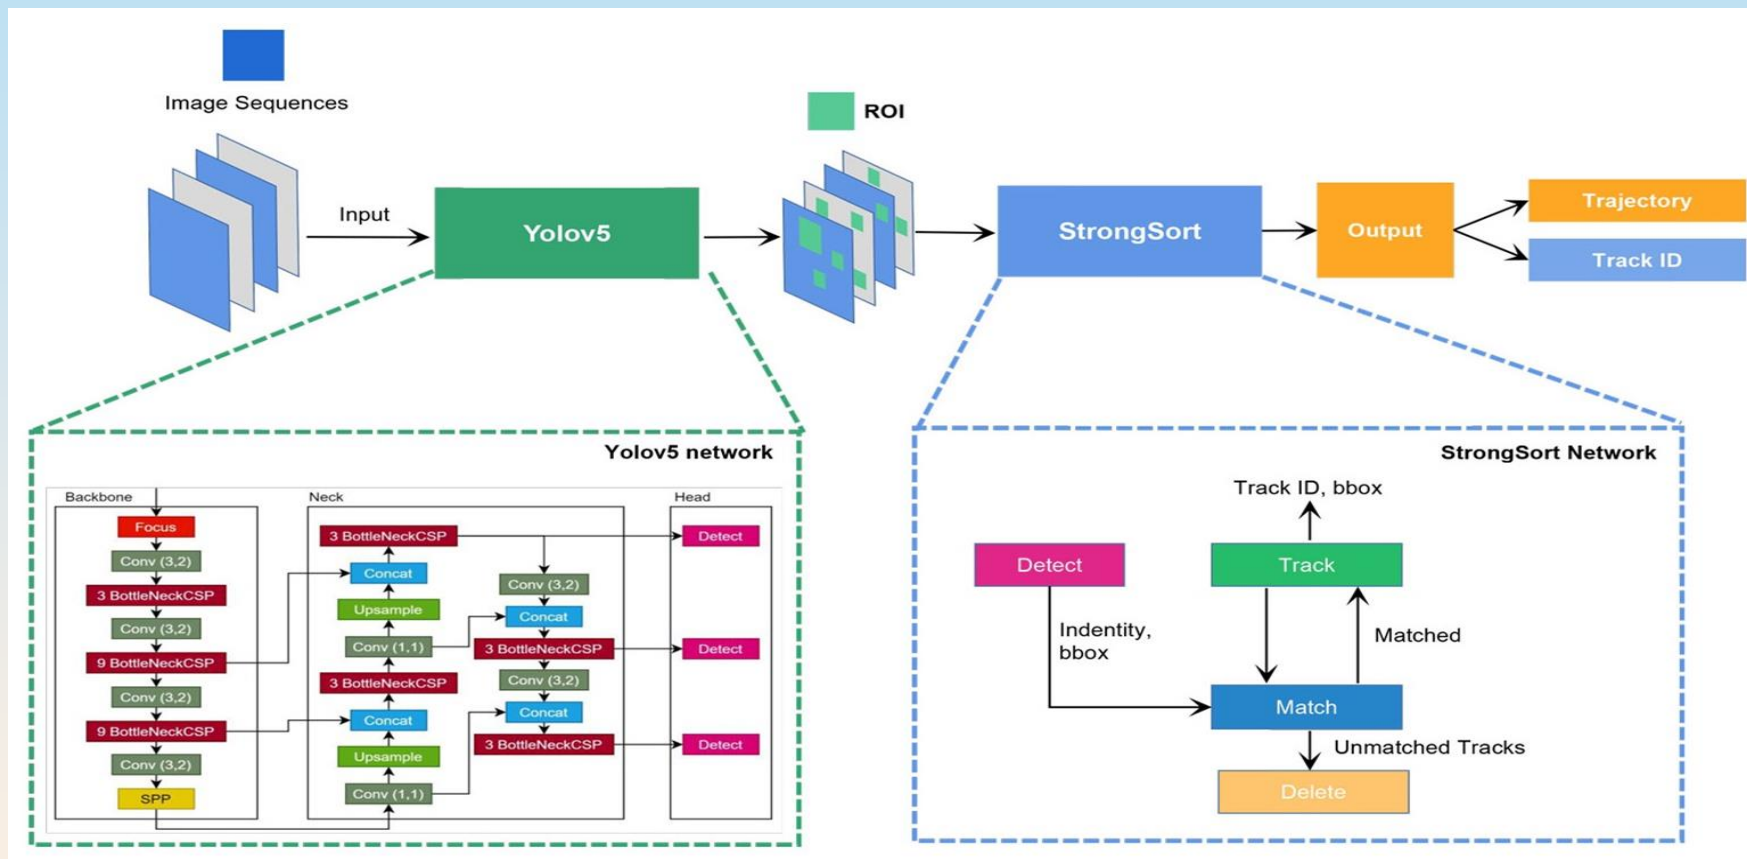 Image Sequences
Input
Yolov5
ROI
StrongSort
Output
Trajectory
Track ID
Yolov5 network
Backbone
Focus
Conv (3,2)
3 BottleNeckCSP
Conv (3,2)
9 BottleNeckCSP
Conv (3,2)
9 BottleNeckCSP
Conv (3,2)
SPP
Neck
3 BottleNeckCSP
Concat
Upsample
Conv (1,1)
3 BottleNeckCSP
Concat
Upsample
Conv (1,1)
Conv (3,2)
Concat
3 BottleNeckCSP
Conv (3,2)
Concat
3 BottleNeckCSP
Head
Detect
Detect
Detect
StrongSort Network
Track ID, bbox
Detect
Track
Indentity,
bbox
Matched
Match
Unmatched Tracks
Delete